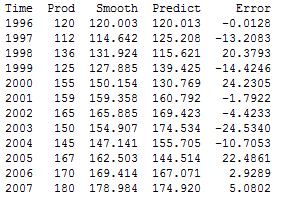 Time Prod Smooth Predict Error
1996 120 120.003 120.013 -0.0128
1997 112 114.642 125.208 -13.2083
1998 136 131.924 115.621 20.3793
1999 125 127.885 139.425 -14.4246
2000 155 150.154 130.769 24.2305
2001 159 159.358 160.792 -1.7922
2002 165 165.885 169.423 -4.4233
2003 150 154.907 174.534 -24.5340
2004 145 147.141 155.705 -10.7053
2005 167 162.503 144.514 22.4861
2006 170 169.414 167.071 2.9289
2007 180 178.984 174.920 5.0802